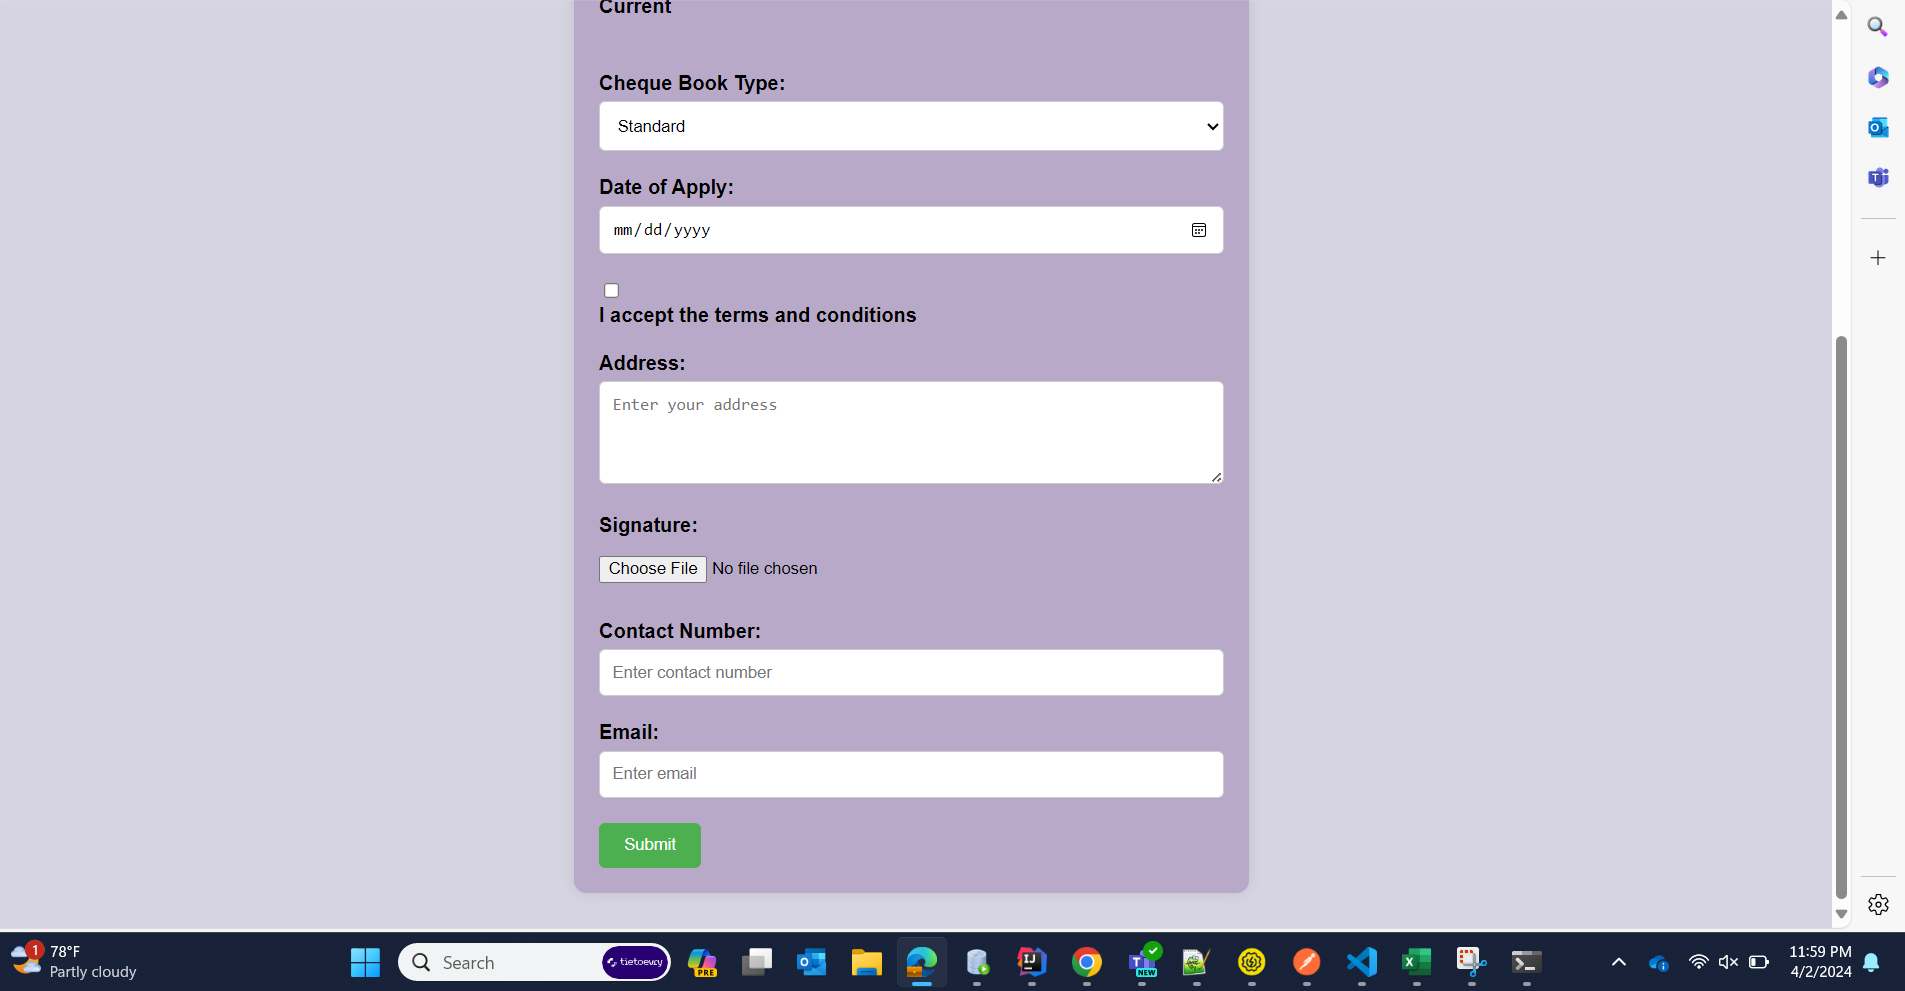 Current
Cheque Book Type:
Standard
Date of Apply:
mm/dd/yyyy
I accept the terms and conditions
Address:
Enter your address
Signature:
Choose File No file chosen
Contact Number:
Enter contact number
Email:
Enter email
Submit
1
78°F
Partly cloudy
Search
tietoevry
PRE
NEW
11:59 PM
4/2/2024